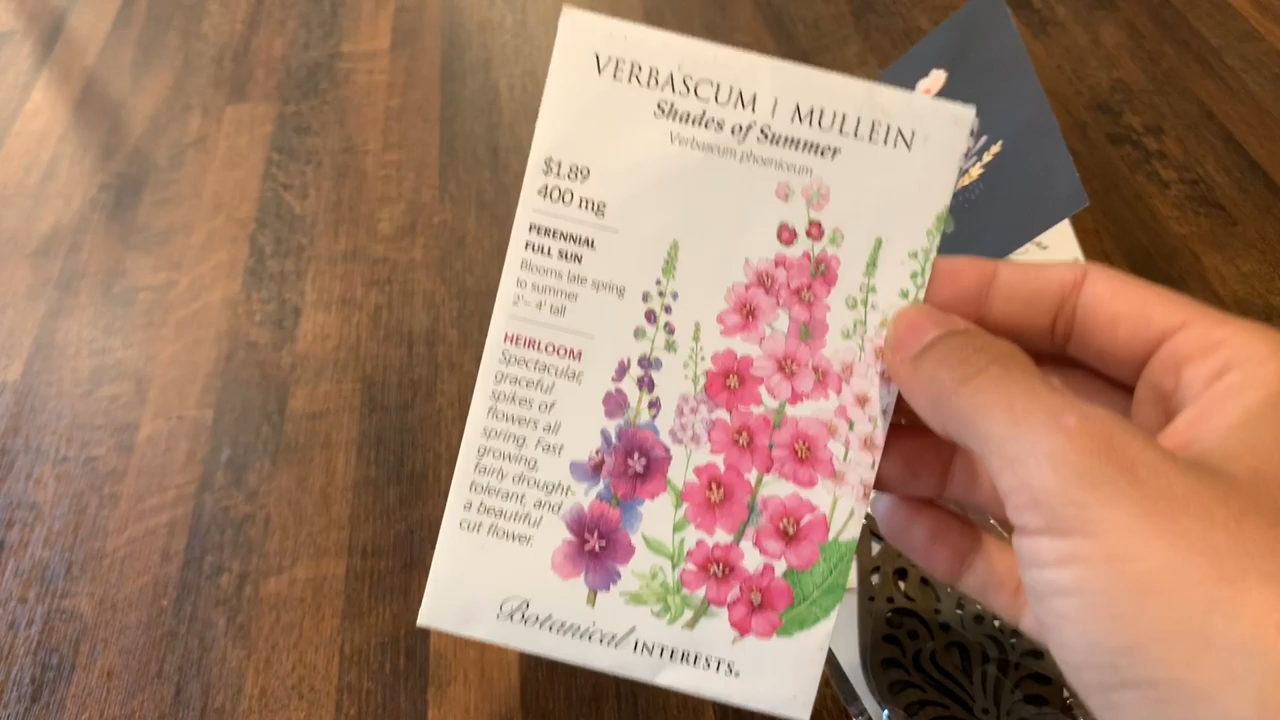 VERBASCUM | MULLEIN
Shades of Summer
Verbascum phoeniceum
$1.89
400 mg
PERENNIAL
FULL SUN
Blooms late spring
to summer
2'– 4' tall
HEIRLOOM
Spectacular,
graceful
spikes of
flowers all
spring. Fast
growing,
fairly drought-
tolerant, and
a beautiful
cut flower.
Botanical INTERESTS®